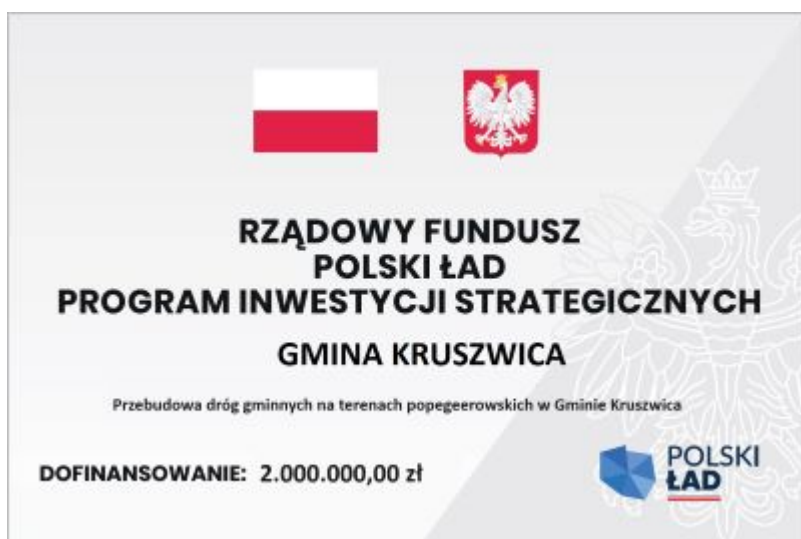 RZĄDOWY FUNDUSZ
POLSKI ŁAD
PROGRAM INWESTYCJI STRATEGICZNYCH
GMINA KRUSZWICA
Przebudowa dróg gminnych na terenach popegeerowskich w Gminie Kruszwica
DOFINANSOWANIE: 2.000.000,00 zł
POLSKI
ŁAD